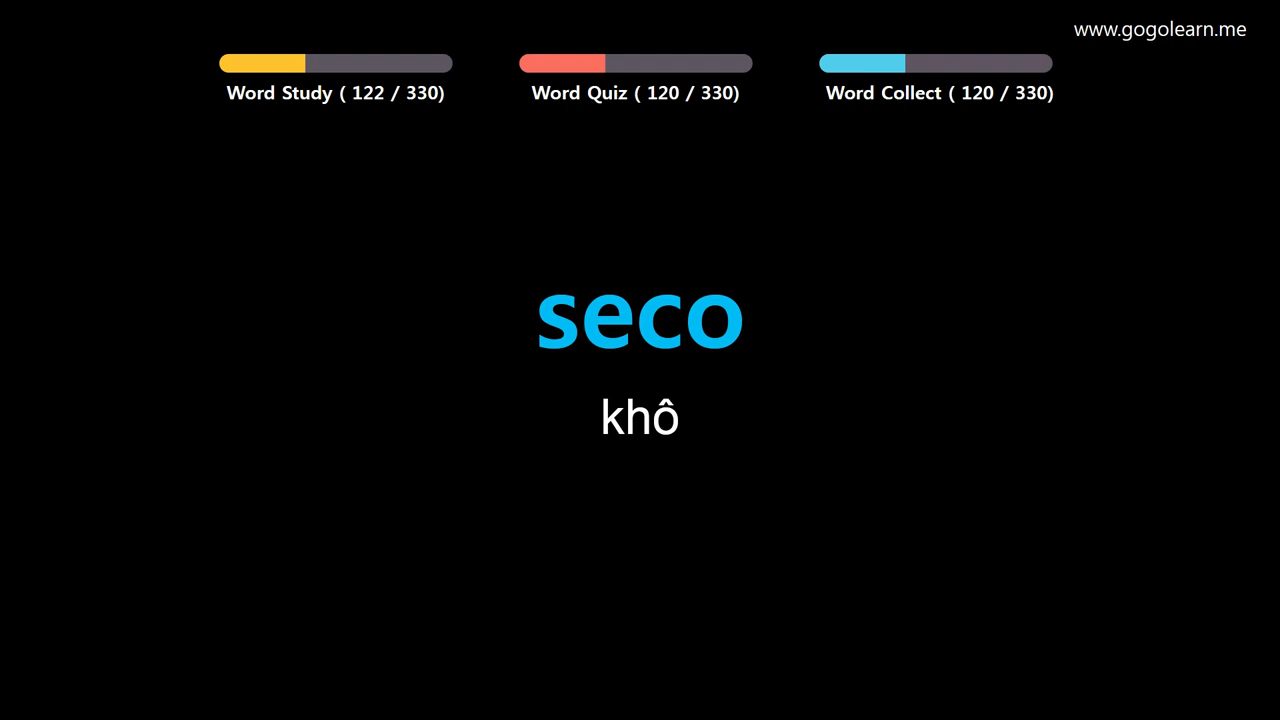 www.gogolearn.me
Word Study ( 122 / 330)
Word Quiz ( 120 / 330)
Word Collect ( 120 / 330)
seco
khô